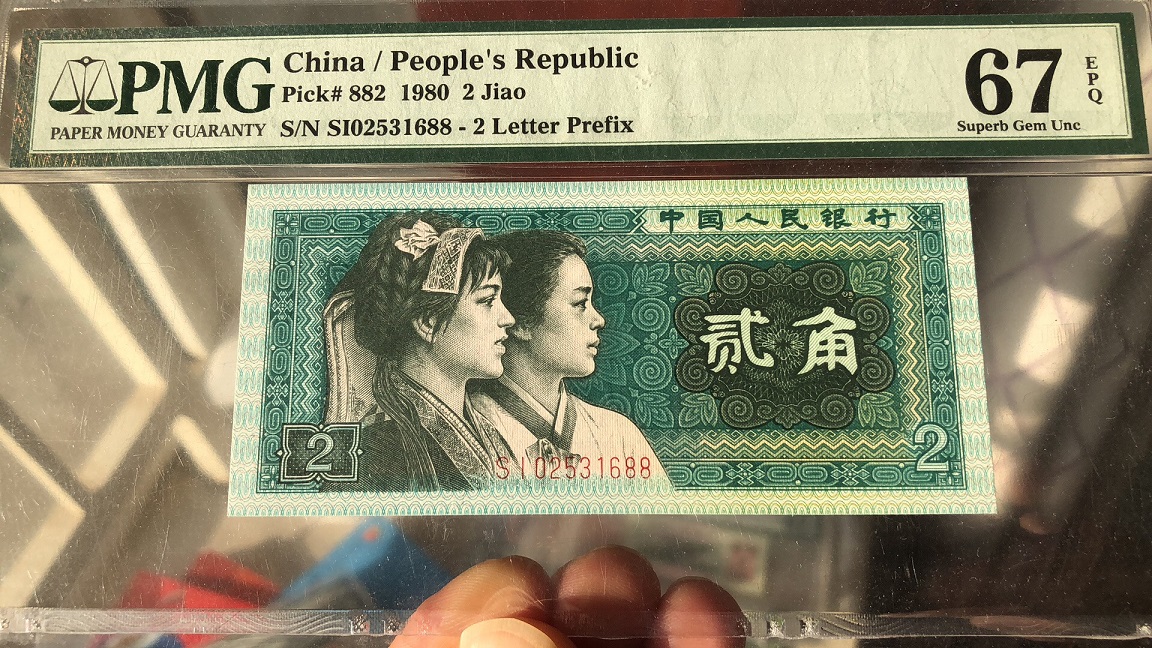 PMG
PAPER MONEY GUARANTY
China / People's Republic
Pick# 882 1980 2 Jiao
S/N SI02531688 - 2 Letter Prefix
67
EPQ
Superb Gem Unc
中国人民银行
贰角
2
2
SI02531688